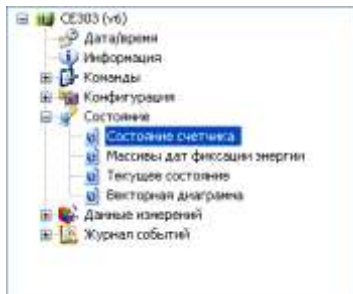 CE303 (v6)
Дата/время
Информация
Команды
Конфигурация
Состояние
Состояние счетчика
Массивы дат фиксации энергии
Текущее состояние
Векторная диаграмма
Данные измерений
Журнал событий